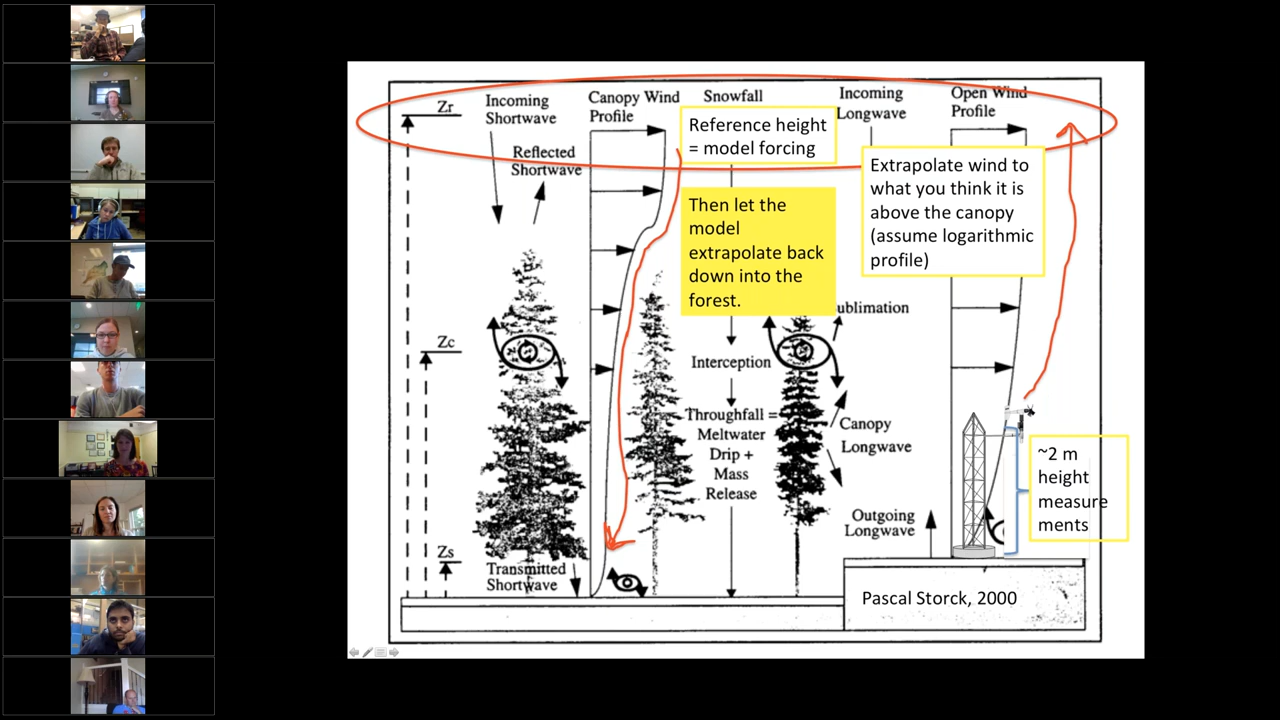 Zr
Incoming
Shortwave
Reflected
Shortwave
Canopy Wind
Profile
Snowfall
Incoming
Longwave
Open Wind
Profile
Reference height
= model forcing
Then let the
model
extrapolate back
down into the
forest.
Extrapolate wind to
what you think it is
above the canopy
(assume logarithmic
profile)
ublimation
Zc
Interception
Throughfall =
Meltwater
Drip +
Mass
Release
Canopy
Longwave
~2 m
height
measure
ments
Outgoing
Longwave
Zs
Transmitted
Shortwave
Pascal Storck, 2000